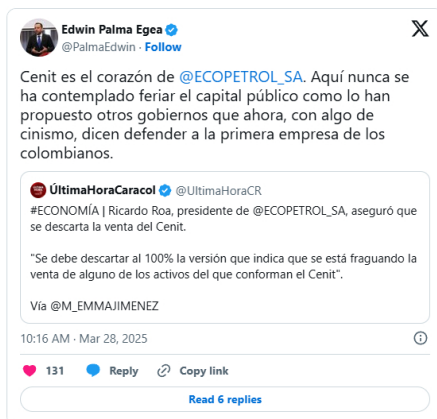 Edwin Palma Egea
@PalmaEdwin · Follow
Cenit es el corazón de @ECOPETROL_SA. Aquí nunca se
ha contemplado feriar el capital público como lo han
propuesto otros gobiernos que ahora, con algo de
cinismo, dicen defender a la primera empresa de los
colombianos.
ÚltimaHoraCaracol @UltimaHoraCR
#ECONOMÍA | Ricardo Roa, presidente de @ECOPETROL_SA, aseguró que
se descarta la venta del Cenit.
"Se debe descartar al 100% la versión que indica que se está fraguando la
venta de alguno de los activos del que conforman el Cenit".
Vía @M_EMMAJIMENEZ
10:16 AM · Mar 28, 2025
131 Reply Copy link
Read 6 replies